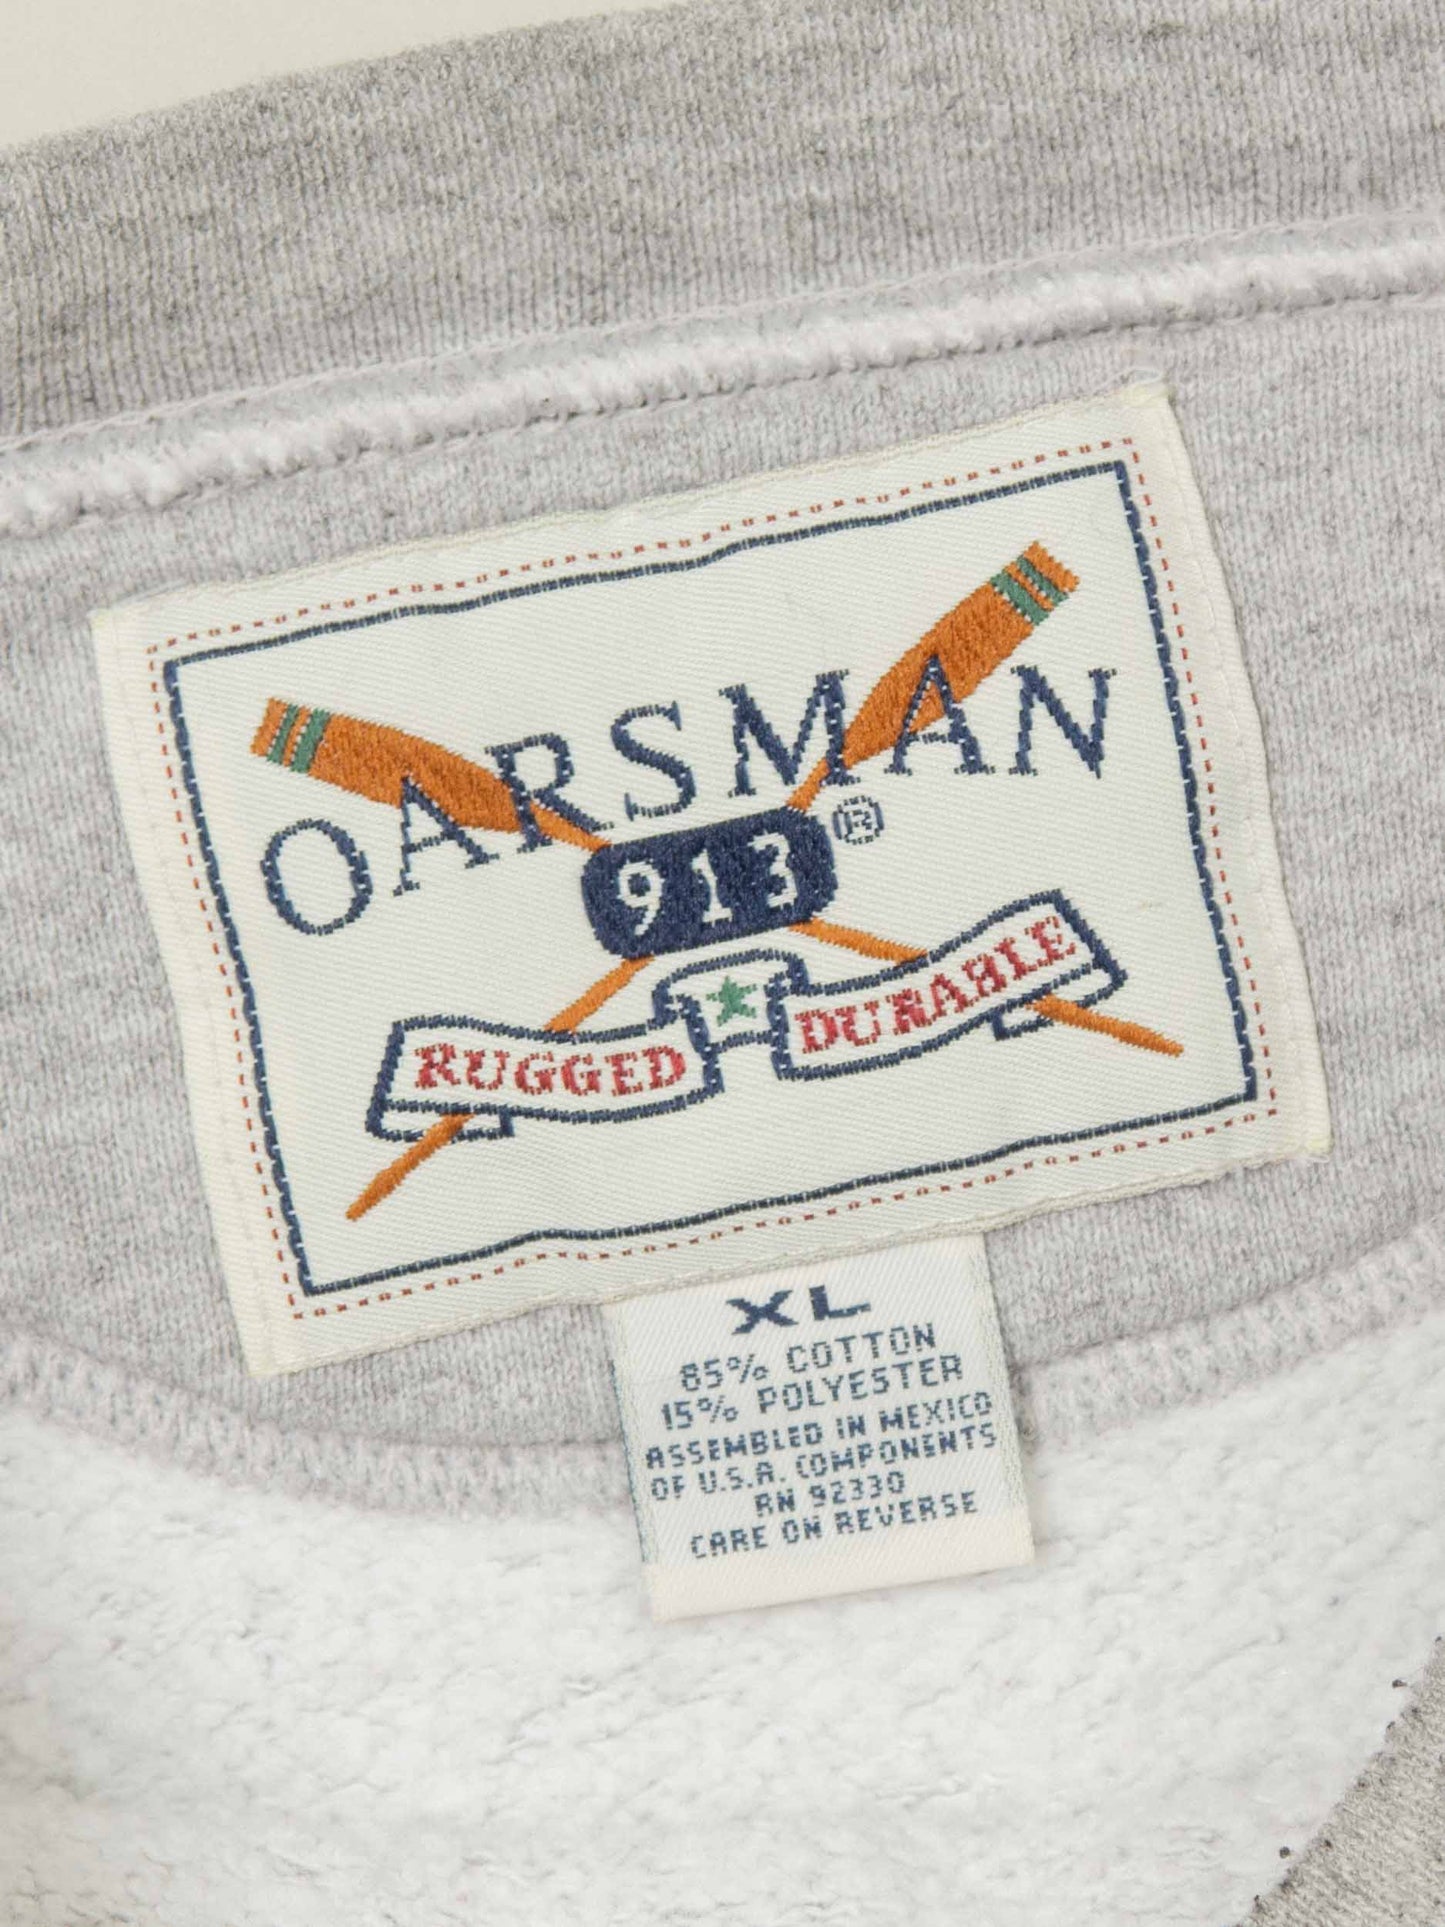 OARSMAN
913®
RUGGED ★ DURABLE
XL
85% COTTON
15% POLYESTER
ASSEMBLED IN MEXICO
OF U.S.A. COMPONENTS
RN 92330
CARE ON REVERSE